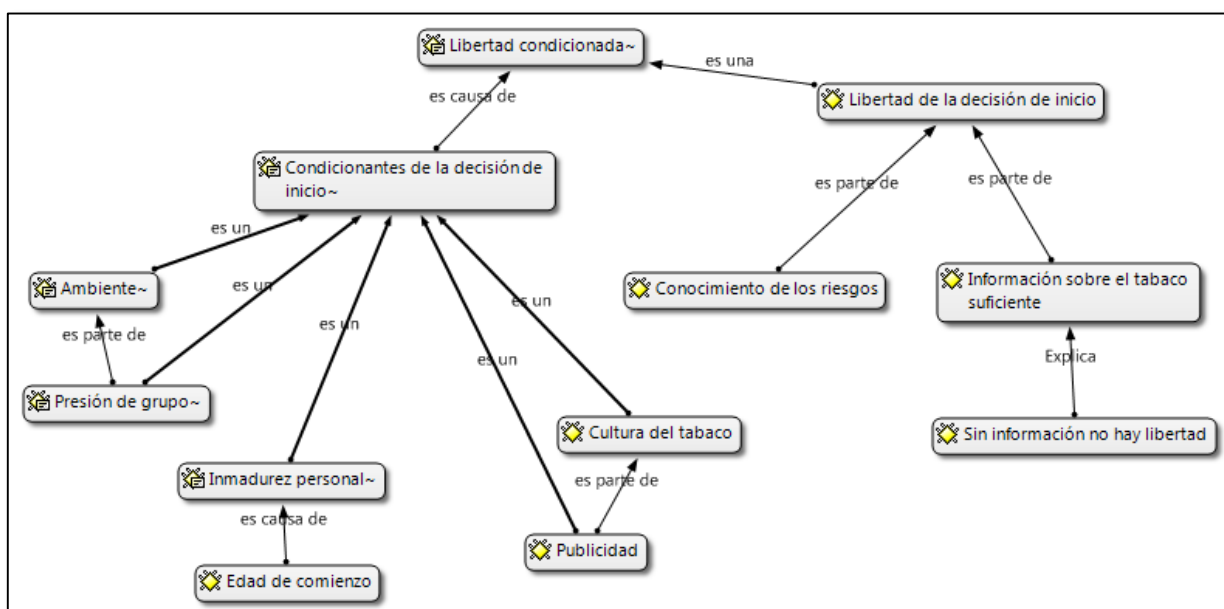 Libertad condicionada~
es una
es causa de
Libertad de la decisión de inicio
Condicionantes de la decisión de
inicio~
es parte de
es parte de
es un
Ambiente~
es un
Conocimiento de los riesgos
Información sobre el tabaco
suficiente
es un
es un
es parte de
es un
Explica
Presión de grupo~
Cultura del tabaco
Sin información no hay libertad
Inmadurez personal~
es parte de
es causa de
Publicidad
Edad de comienzo